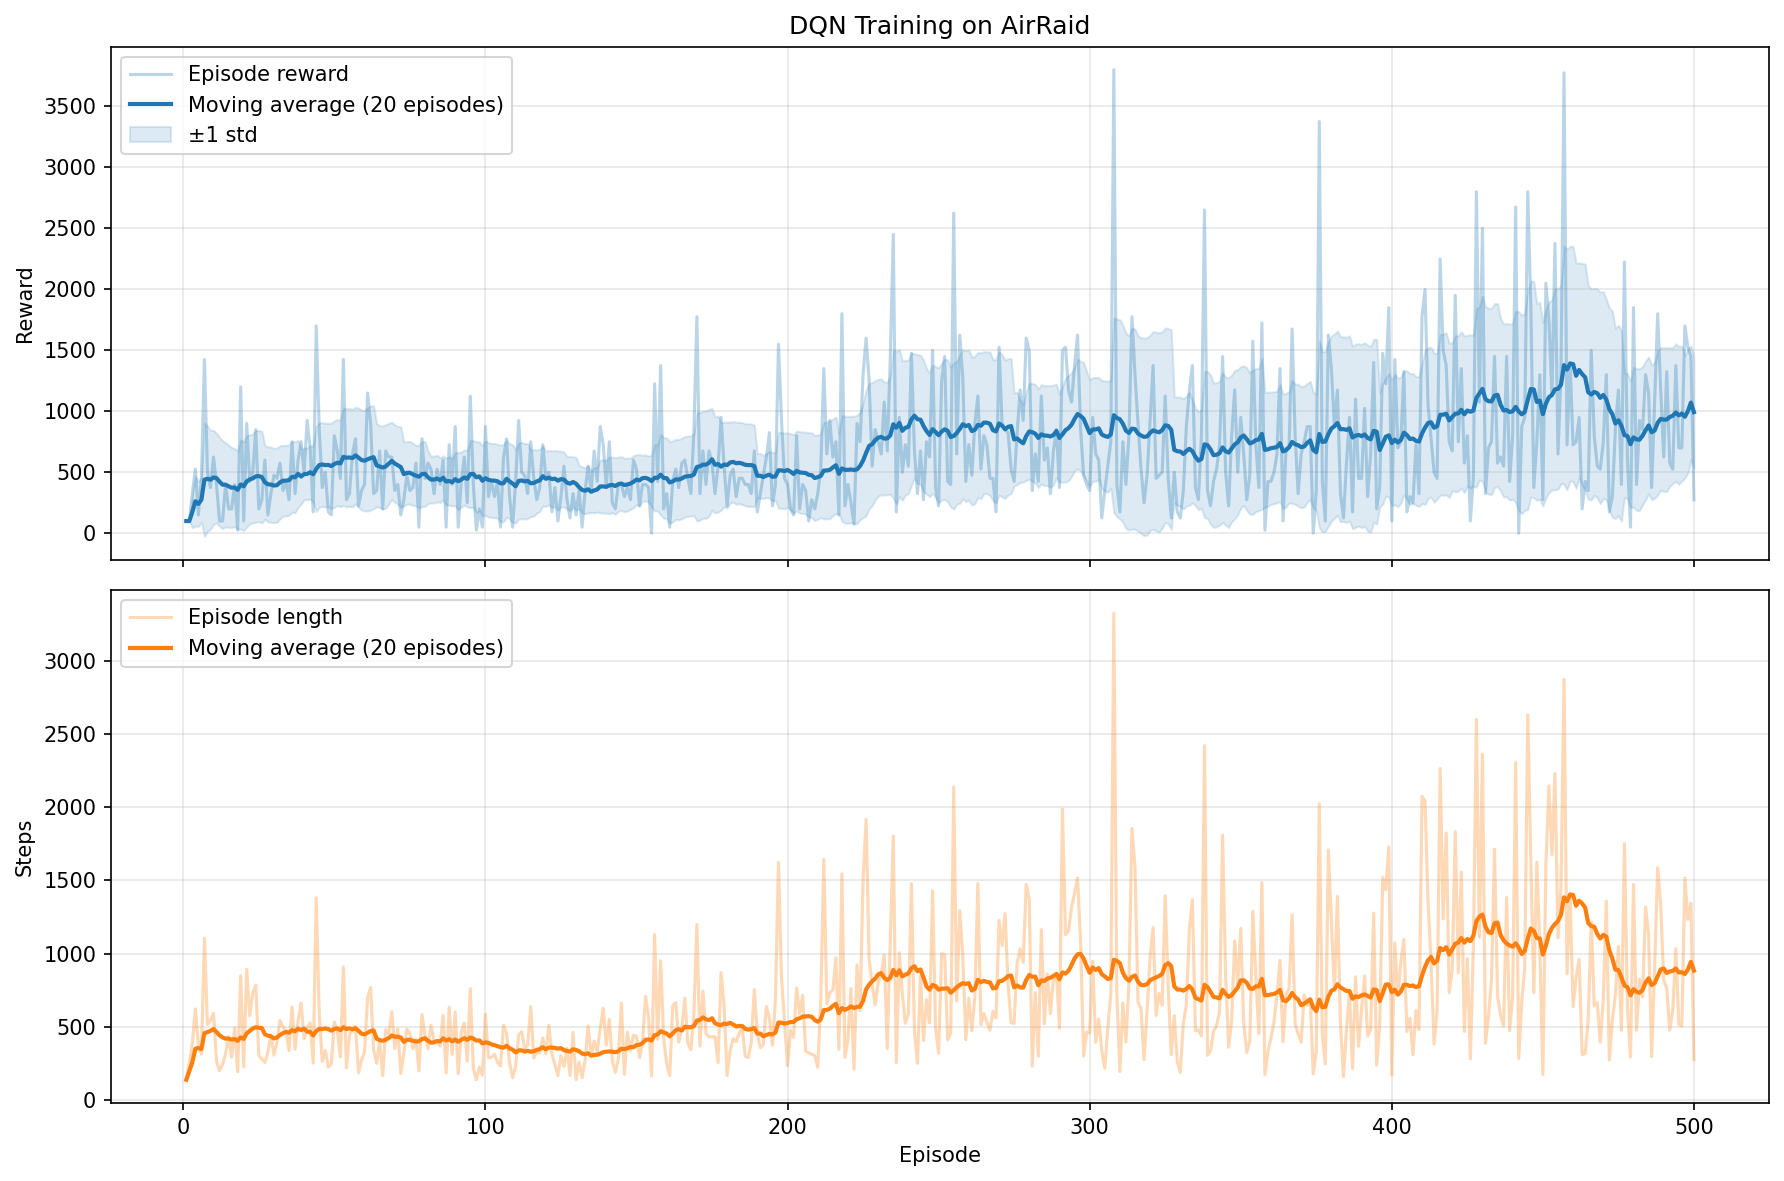 DQN Training on AirRaid
Episode reward
Moving average (20 episodes)
±1 std
Reward
3500
3000
2500
2000
1500
1000
500
0
Episode length
Moving average (20 episodes)
Steps
3000
2500
2000
1500
1000
500
0
0 100 200 300 400 500
Episode